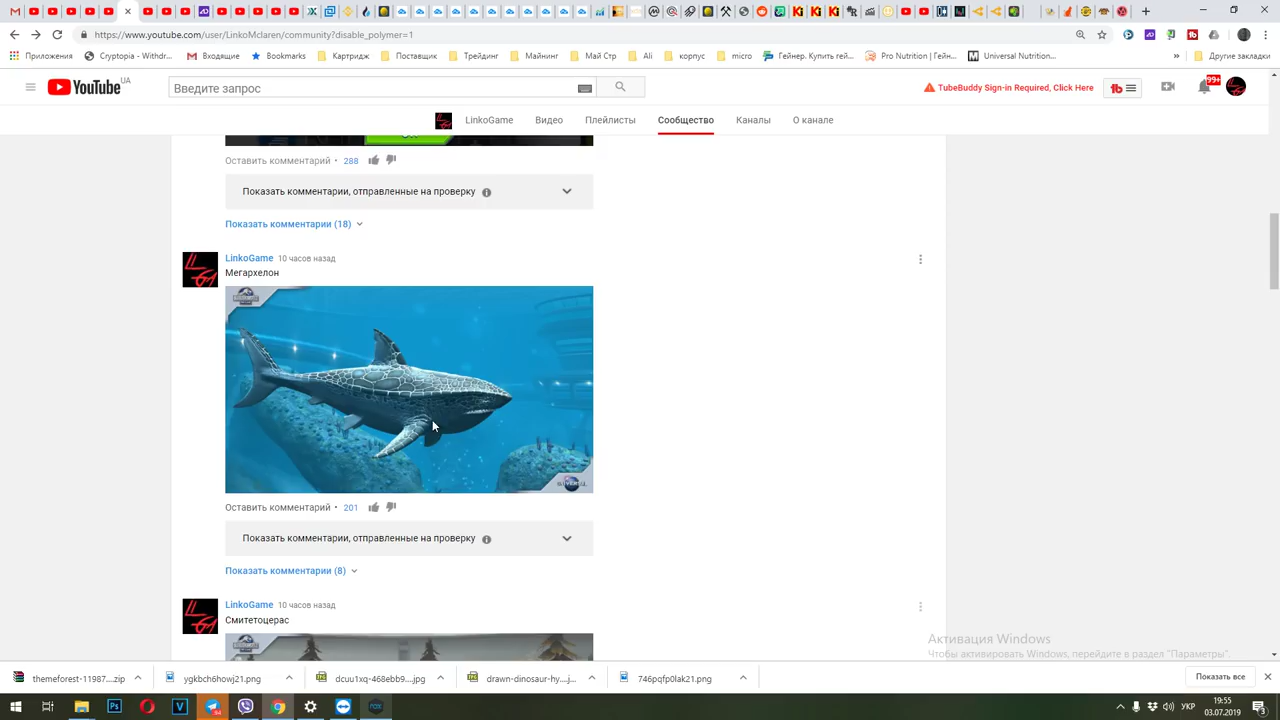 https://www.youtube.com/user/LinkoMclaren/community?disable_polymer=1
Приложения Cryptopia - Withdr... Входящие Bookmarks Картридж Поставщик Трейдинг Майнинг Май Стр Ali корпус micro Гейнер. Купить гей... Pro Nutrition | Гейн... Universal Nutrition... » Другие закладки
YouTube UA
Введите запрос
TubeBuddy Sign-in Required, Click Here
99+
LinkoGame Видео Плейлисты Сообщество Каналы О канале
Оставить комментарий • 288
Показать комментарии, отправленные на проверку
Показать комментарии (18)
LinkoGame 10 часов назад
Мегархелон
Оставить комментарий • 201
Показать комментарии, отправленные на проверку
Показать комментарии (8)
LinkoGame 10 часов назад
Смитетоцерас
Активация Windows
Чтобы активировать Windows, перейдите в раздел "Параметры".
themeforest-11987....zip ygkbch6howj21.png dcuu1xq-468ebb9....jpg drawn-dinosaur-hy....jpg 746pqfp0lak21.png Показать все
УКР
19:55
03.07.2019